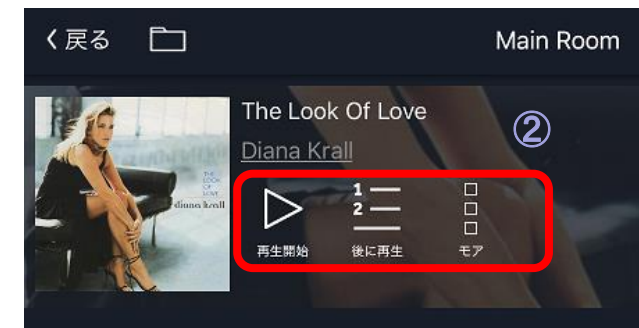 戻る
Main Room
The Look Of Love
②
Diana Krall
THE
LOOK
OF
LOVE
diana krall
1
2
再生開始
後に再生
モア